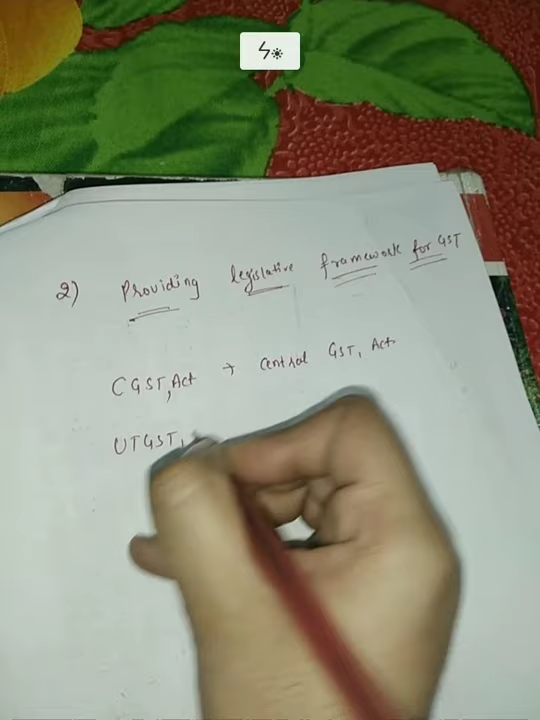 2) Providing legislative framework for GST
CGST, Act → Central GST, Act
UTGST,